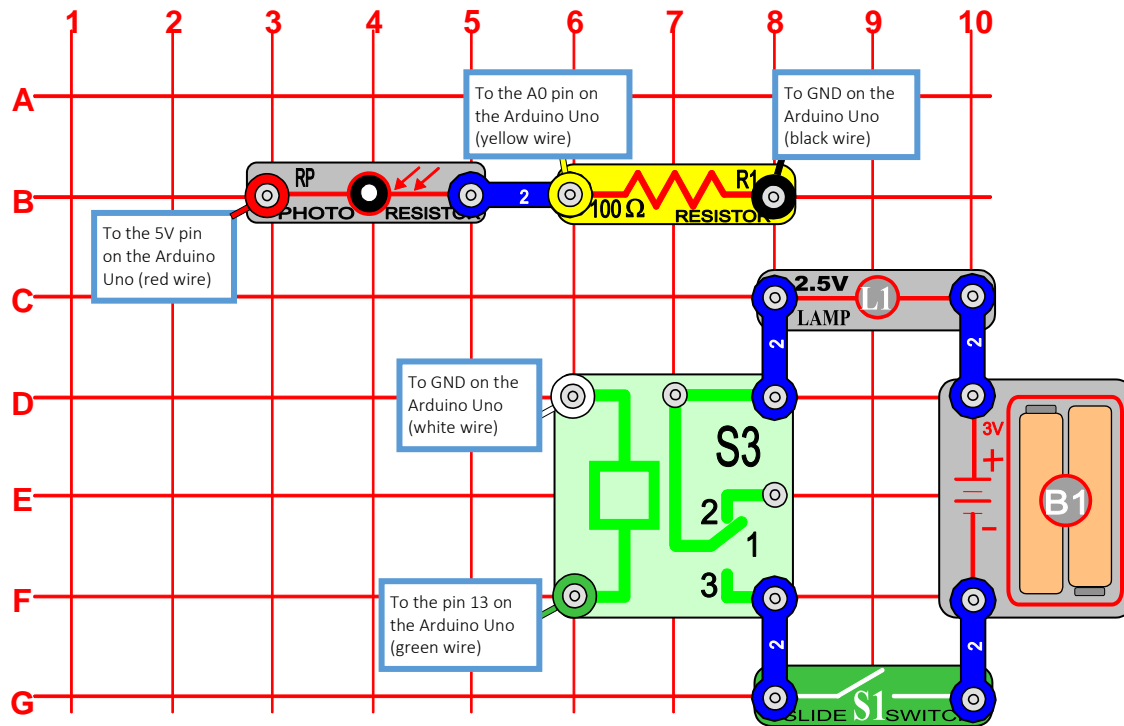 1 2 3 4 5 6 7 8 9 10
A
To the A0 pin on
the Arduino Uno
(yellow wire)
To GND on the
Arduino Uno
(black wire)
B
RP
PHOTO RESISTOR
2
100 Ω
R1
RESISTOR
To the 5V pin
on the Arduino
Uno (red wire)
C
2.5V
L1
LAMP
2
2
To GND on the
Arduino Uno
(white wire)
D
S3
3V
+
E
2
1
3
B1
-
To the pin 13 on
the Arduino Uno
(green wire)
F
2
2
G
SLIDE S1 SWITCH